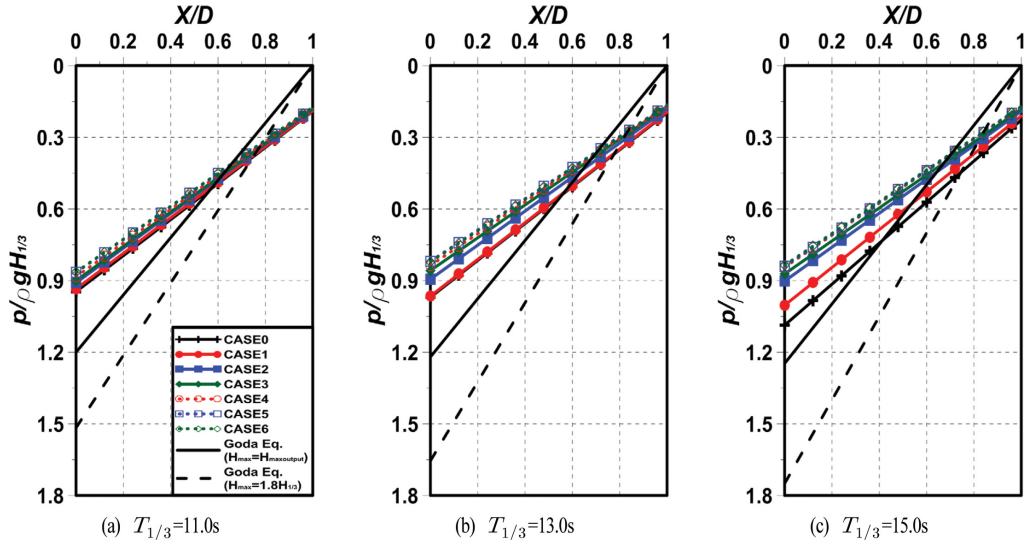 X/D
0 0.2 0.4 0.6 0.8 1
0
0.3
0.6
0.9
1.2
1.5
1.8
p/ρgH1/3
CASE0
CASE1
CASE2
CASE3
CASE4
CASE5
CASE6
Goda Eq.
(Hmax=Hmaxoutput)
Goda Eq.
(Hmax=1.8H1/3)
(a) T1/3=11.0s
X/D
0 0.2 0.4 0.6 0.8 1
0
0.3
0.6
0.9
1.2
1.5
1.8
p/ρgH1/3
(b) T1/3=13.0s
X/D
0 0.2 0.4 0.6 0.8 1
0
0.3
0.6
0.9
1.2
1.5
1.8
p/ρgH1/3
(c) T1/3=15.0s